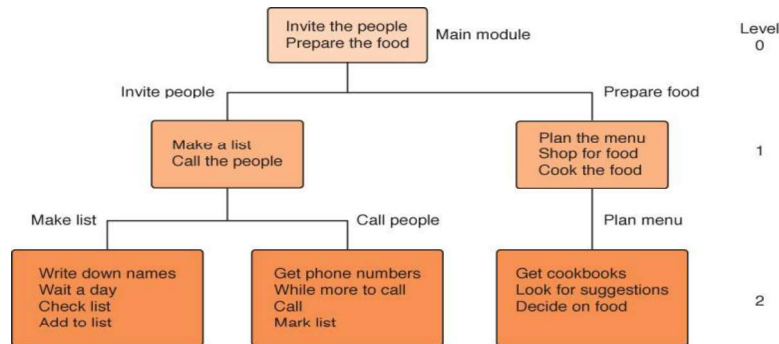 Invite the people
Prepare the food
Main module
Level
0
Invite people
Prepare food
Make a list
Call the people
Plan the menu
Shop for food
Cook the food
1
Make list
Call people
Plan menu
Write down names
Wait a day
Check list
Add to list
Get phone numbers
While more to call
Call
Mark list
Get cookbooks
Look for suggestions
Decide on food
2